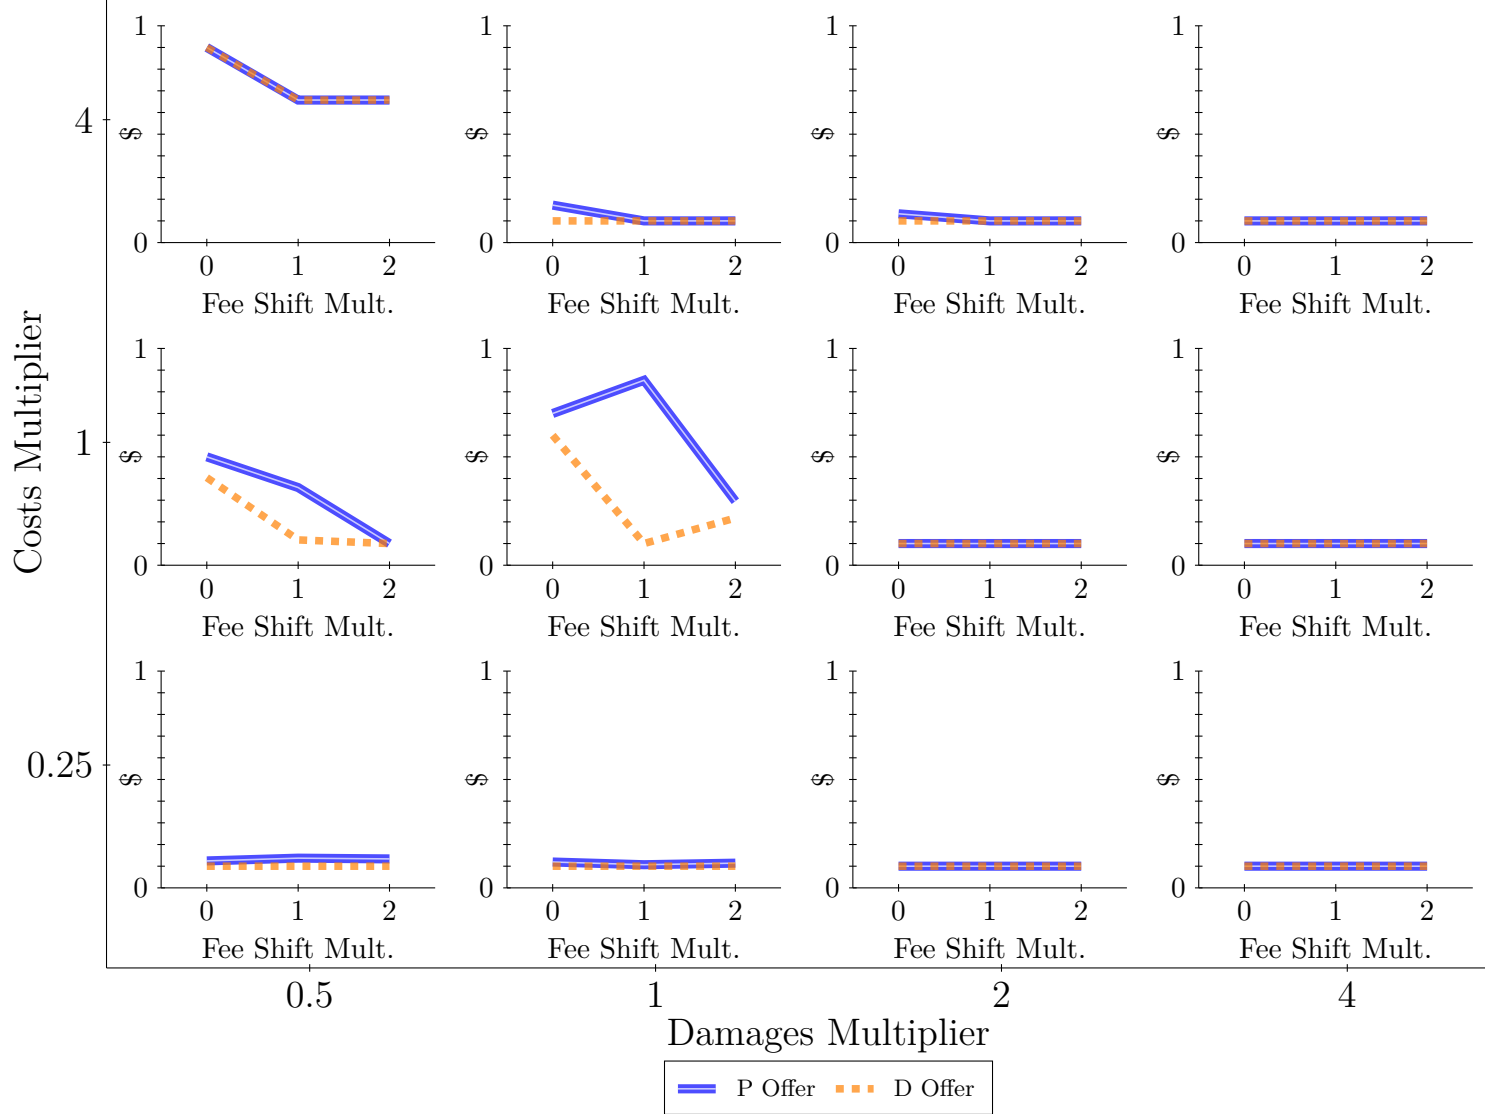 1
1
1
1
4
$
$
$
$
0
0
0
0
0 1 2
0 1 2
0 1 2
0 1 2
Fee Shift Mult.
Fee Shift Mult.
Fee Shift Mult.
Fee Shift Mult.
Costs Multiplier
1
1
1
1
1
$
$
$
$
0
0
0
0
0 1 2
0 1 2
0 1 2
0 1 2
Fee Shift Mult.
Fee Shift Mult.
Fee Shift Mult.
Fee Shift Mult.
1
1
1
1
0.25
$
$
$
$
0
0
0
0
0 1 2
0 1 2
0 1 2
0 1 2
Fee Shift Mult.
Fee Shift Mult.
Fee Shift Mult.
Fee Shift Mult.
0.5 1 2 4
Damages Multiplier
P Offer D Offer